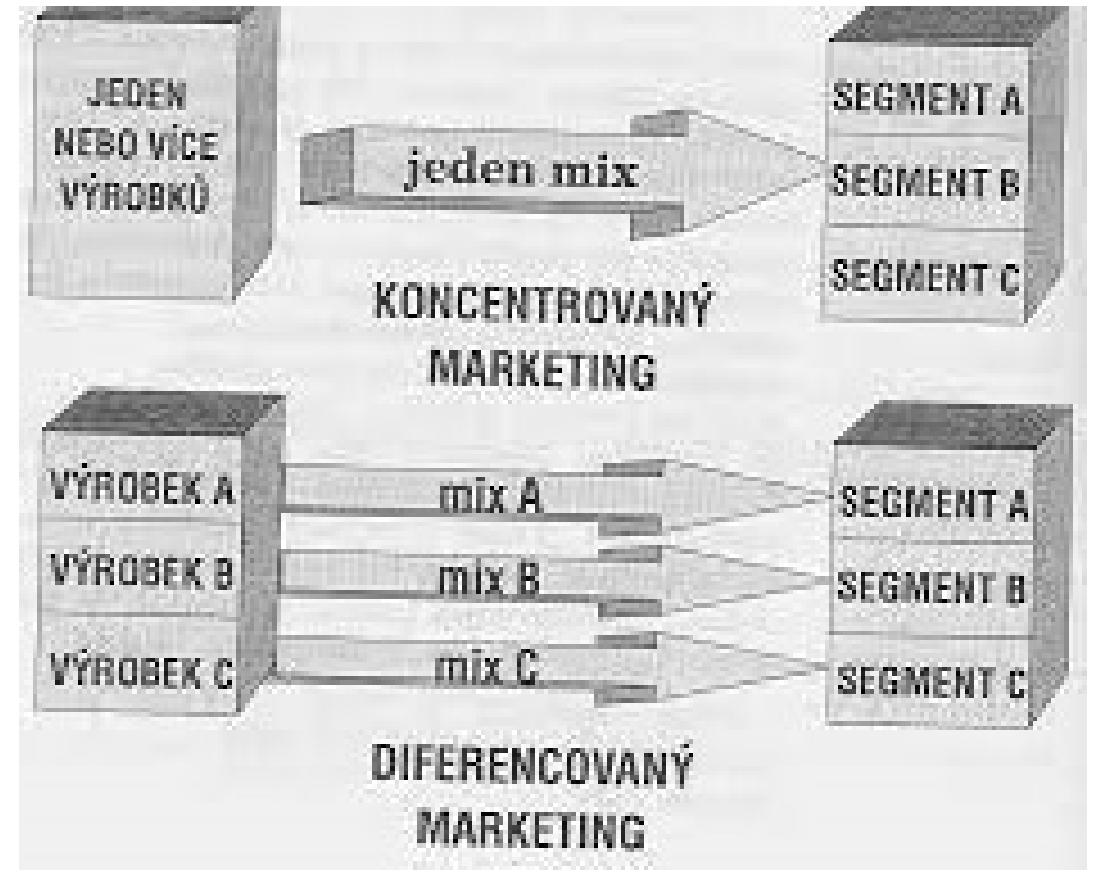 JEDEN
NEBO VÍCE
VÝROBKŮ
jeden mix
SEGMENT A
SEGMENT B
SEGMENT C
KONCENTROVANÝ
MARKETING
VÝROBEK A
VÝROBEK B
VÝROBEK C
mix A
mix B
mix C
SEGMENT A
SEGMENT B
SEGMENT C
DIFERENCOVANÝ
MARKETING